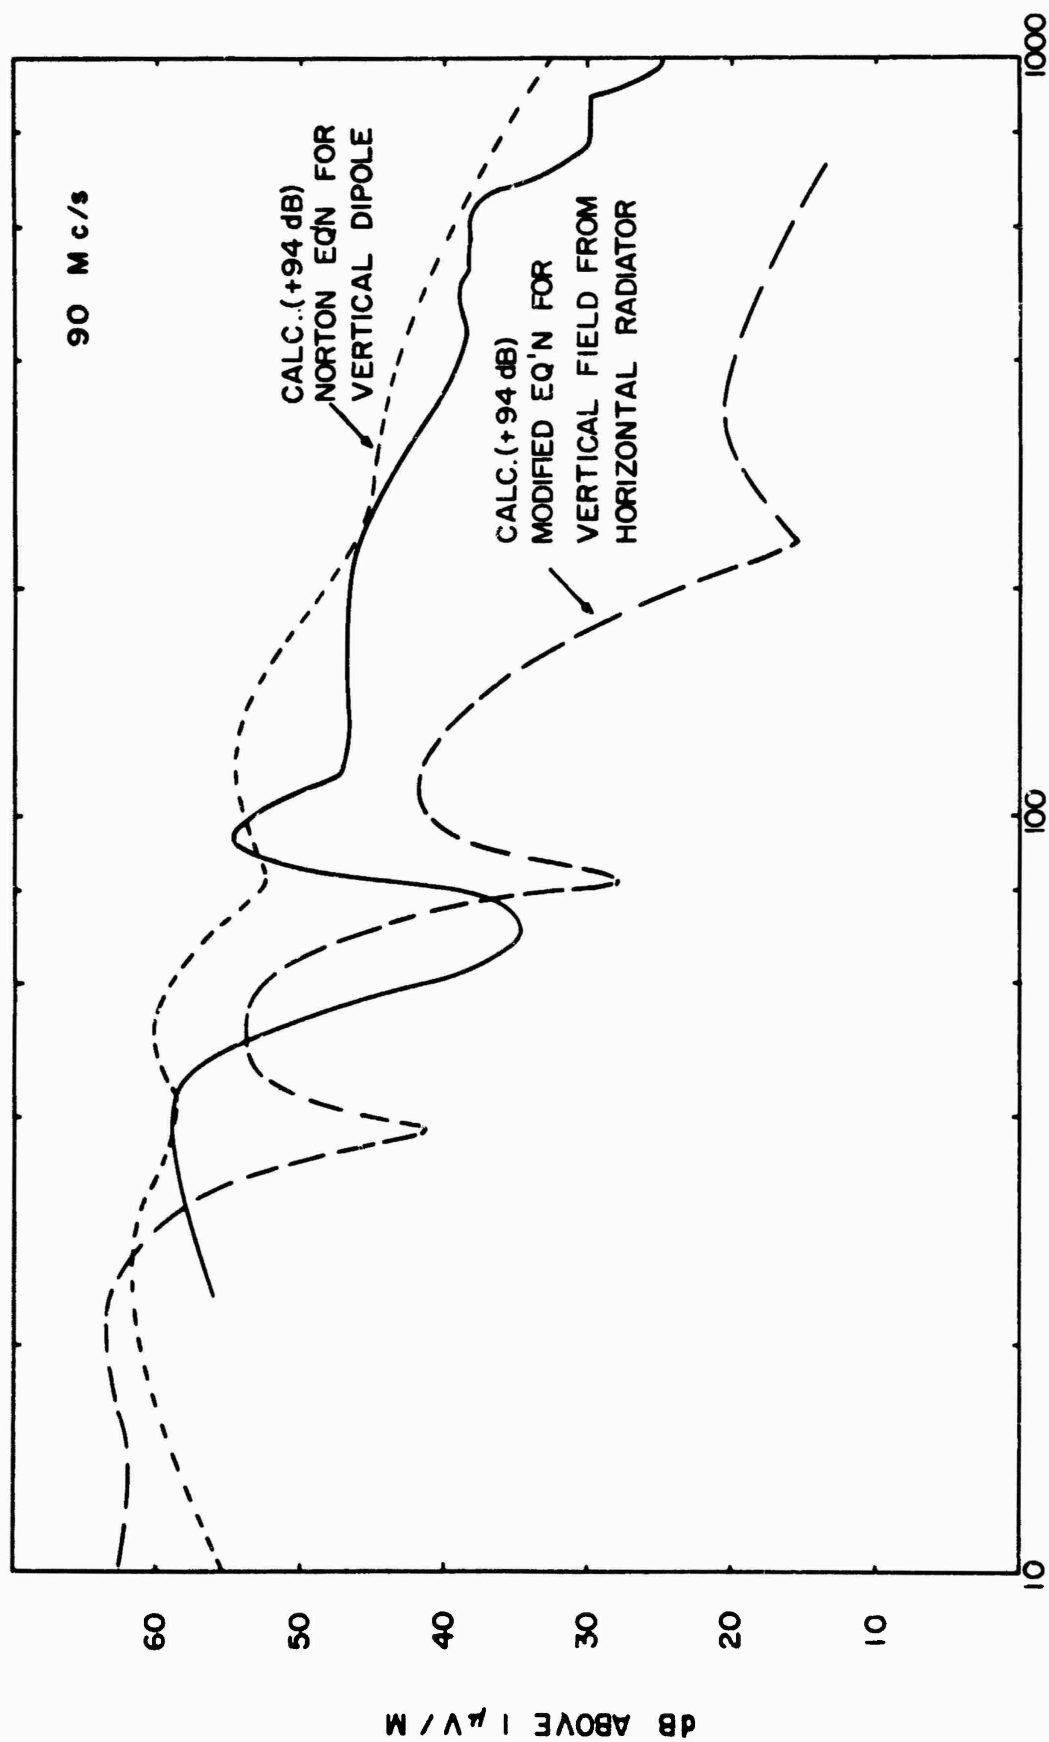 90 Mc/s
CALC.(+94 dB)
NORTON EQ'N FOR
VERTICAL DIPOLE
CALC.(+94 dB)
MODIFIED EQ'N FOR
VERTICAL FIELD FROM
HORIZONTAL RADIATOR
60
50
40
30
20
10
dB ABOVE 1 μV/M
10
100
1000